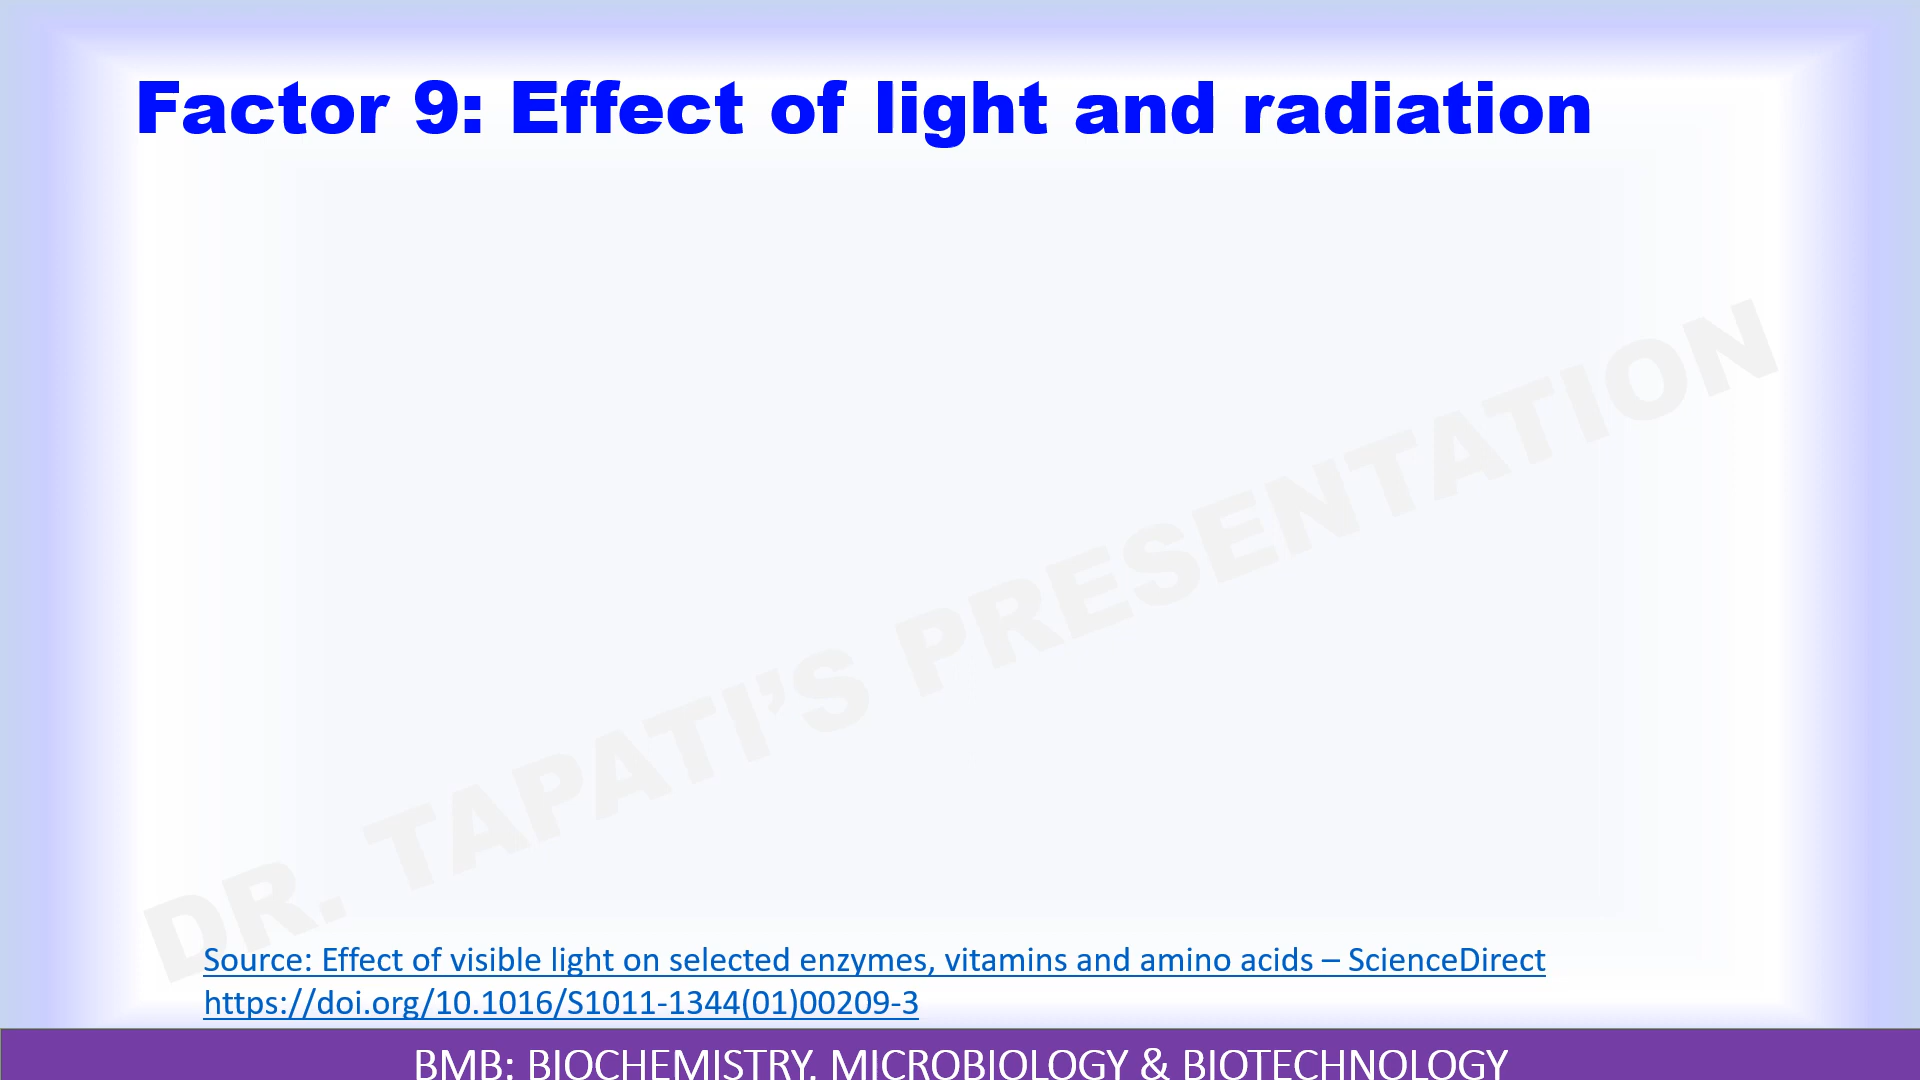 Factor 9: Effect of light and radiation
DR. TAPATI’S PRESENTATION
Source: Effect of visible light on selected enzymes, vitamins and amino acids – ScienceDirect
https://doi.org/10.1016/S1011-1344(01)00209-3
BMB: BIOCHEMISTRY, MICROBIOLOGY & BIOTECHNOLOGY